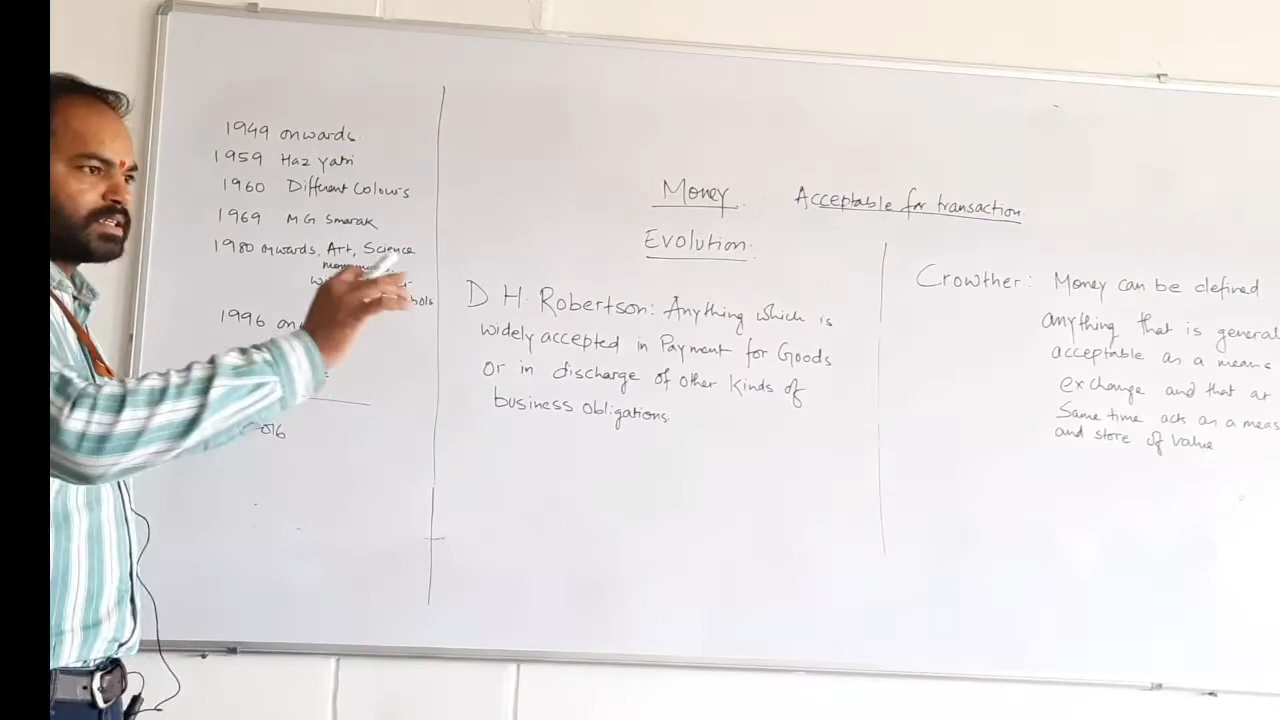 1949 onwards
1959 Haz Yatri
1960 Different Colours
1969 MG Smarak
1980 onwards, Art, Science
1996
Money
Acceptable for transaction
Evolution:
D H Robertson: Anything which is
widely accepted in Payment for Goods
or in discharge of other kinds of
business obligations.
Crowther: Money can be defined
anything that is general
acceptable as a means
exchange and that at
Same time acts as a meas
and store of value